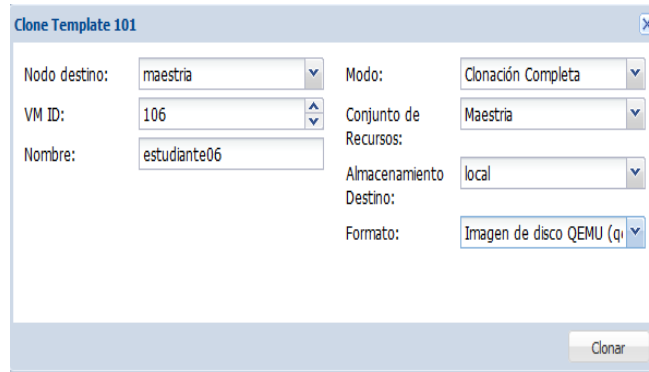 Clone Template 101
Nodo destino: maestria
VM ID: 106
Nombre: estudiante06
Modo: Clonación Completa
Conjunto de
Recursos: Maestria
Almacenamiento
Destino: local
Formato: Imagen de disco QEMU
Clonar